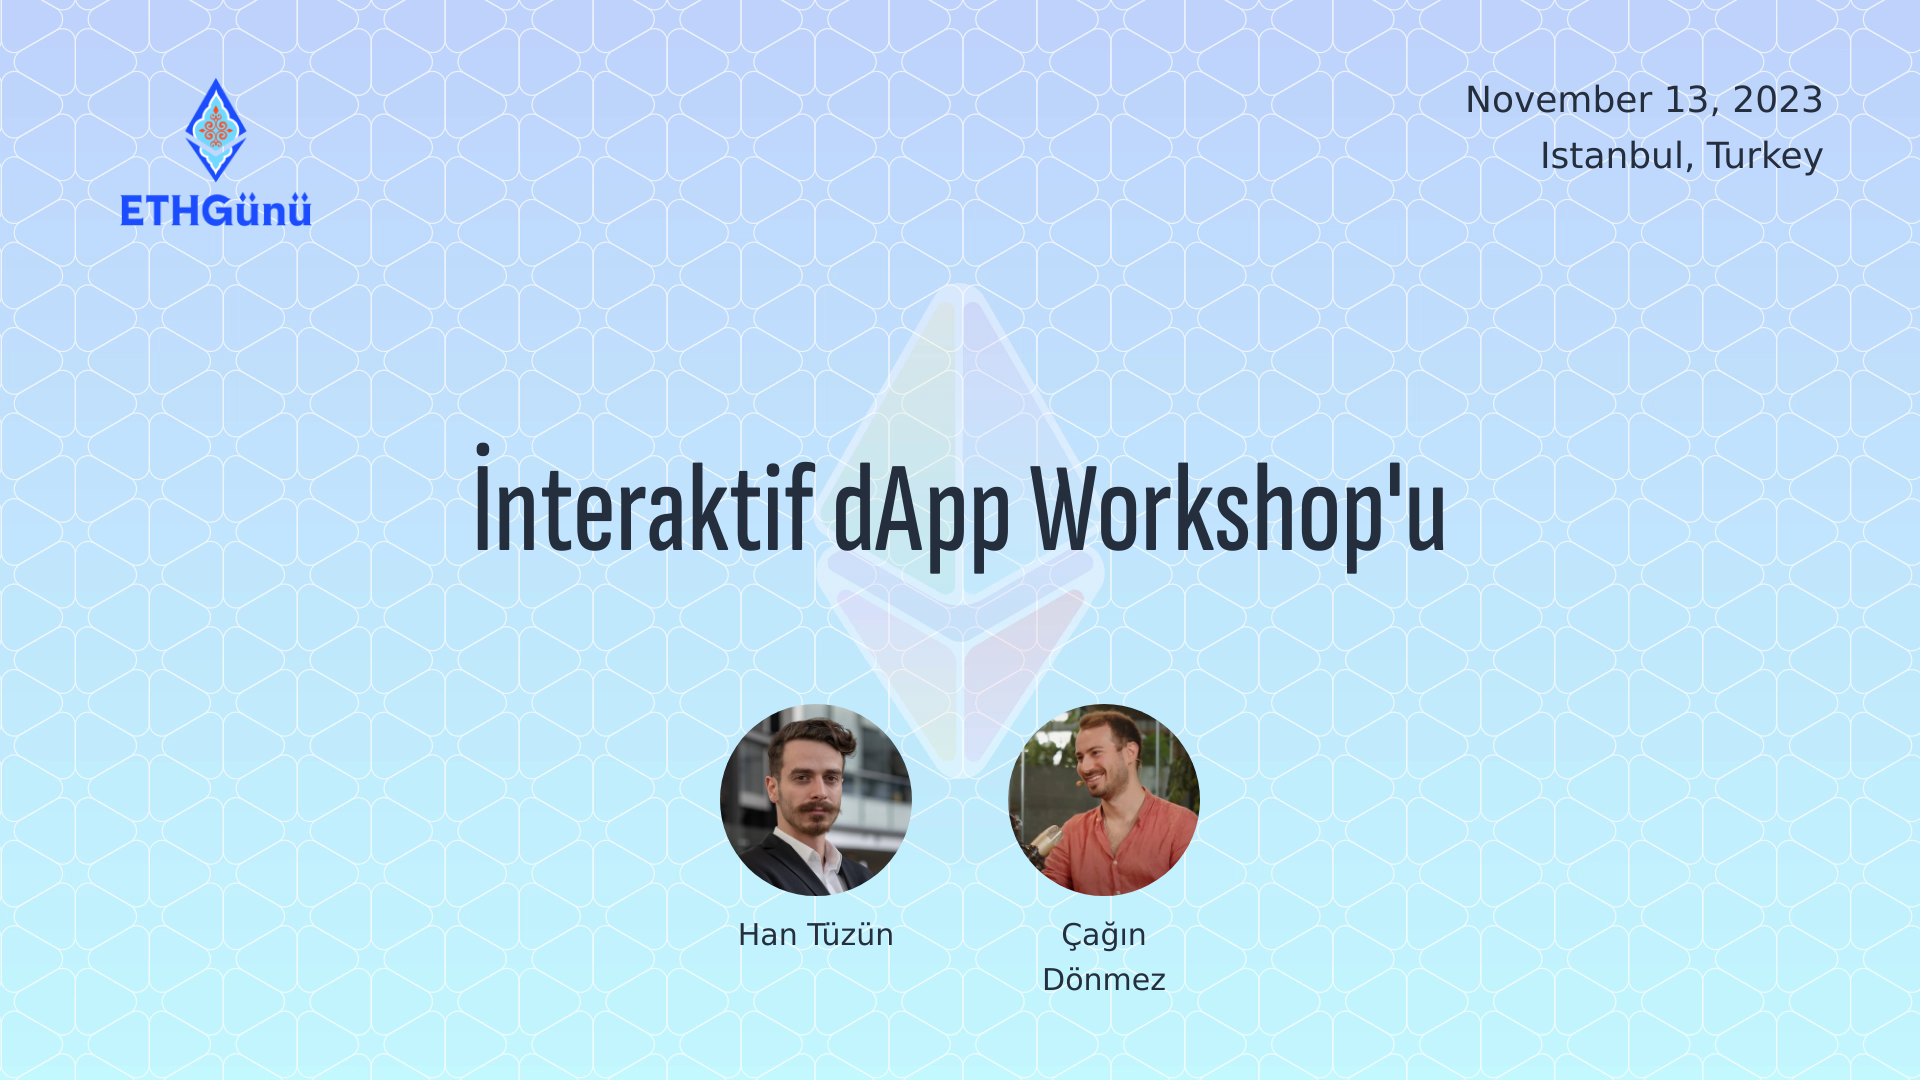 ETHGünü
November 13, 2023
Istanbul, Turkey
İnteraktif dApp Workshop'u
Han Tüzün
Çağın
Dönmez